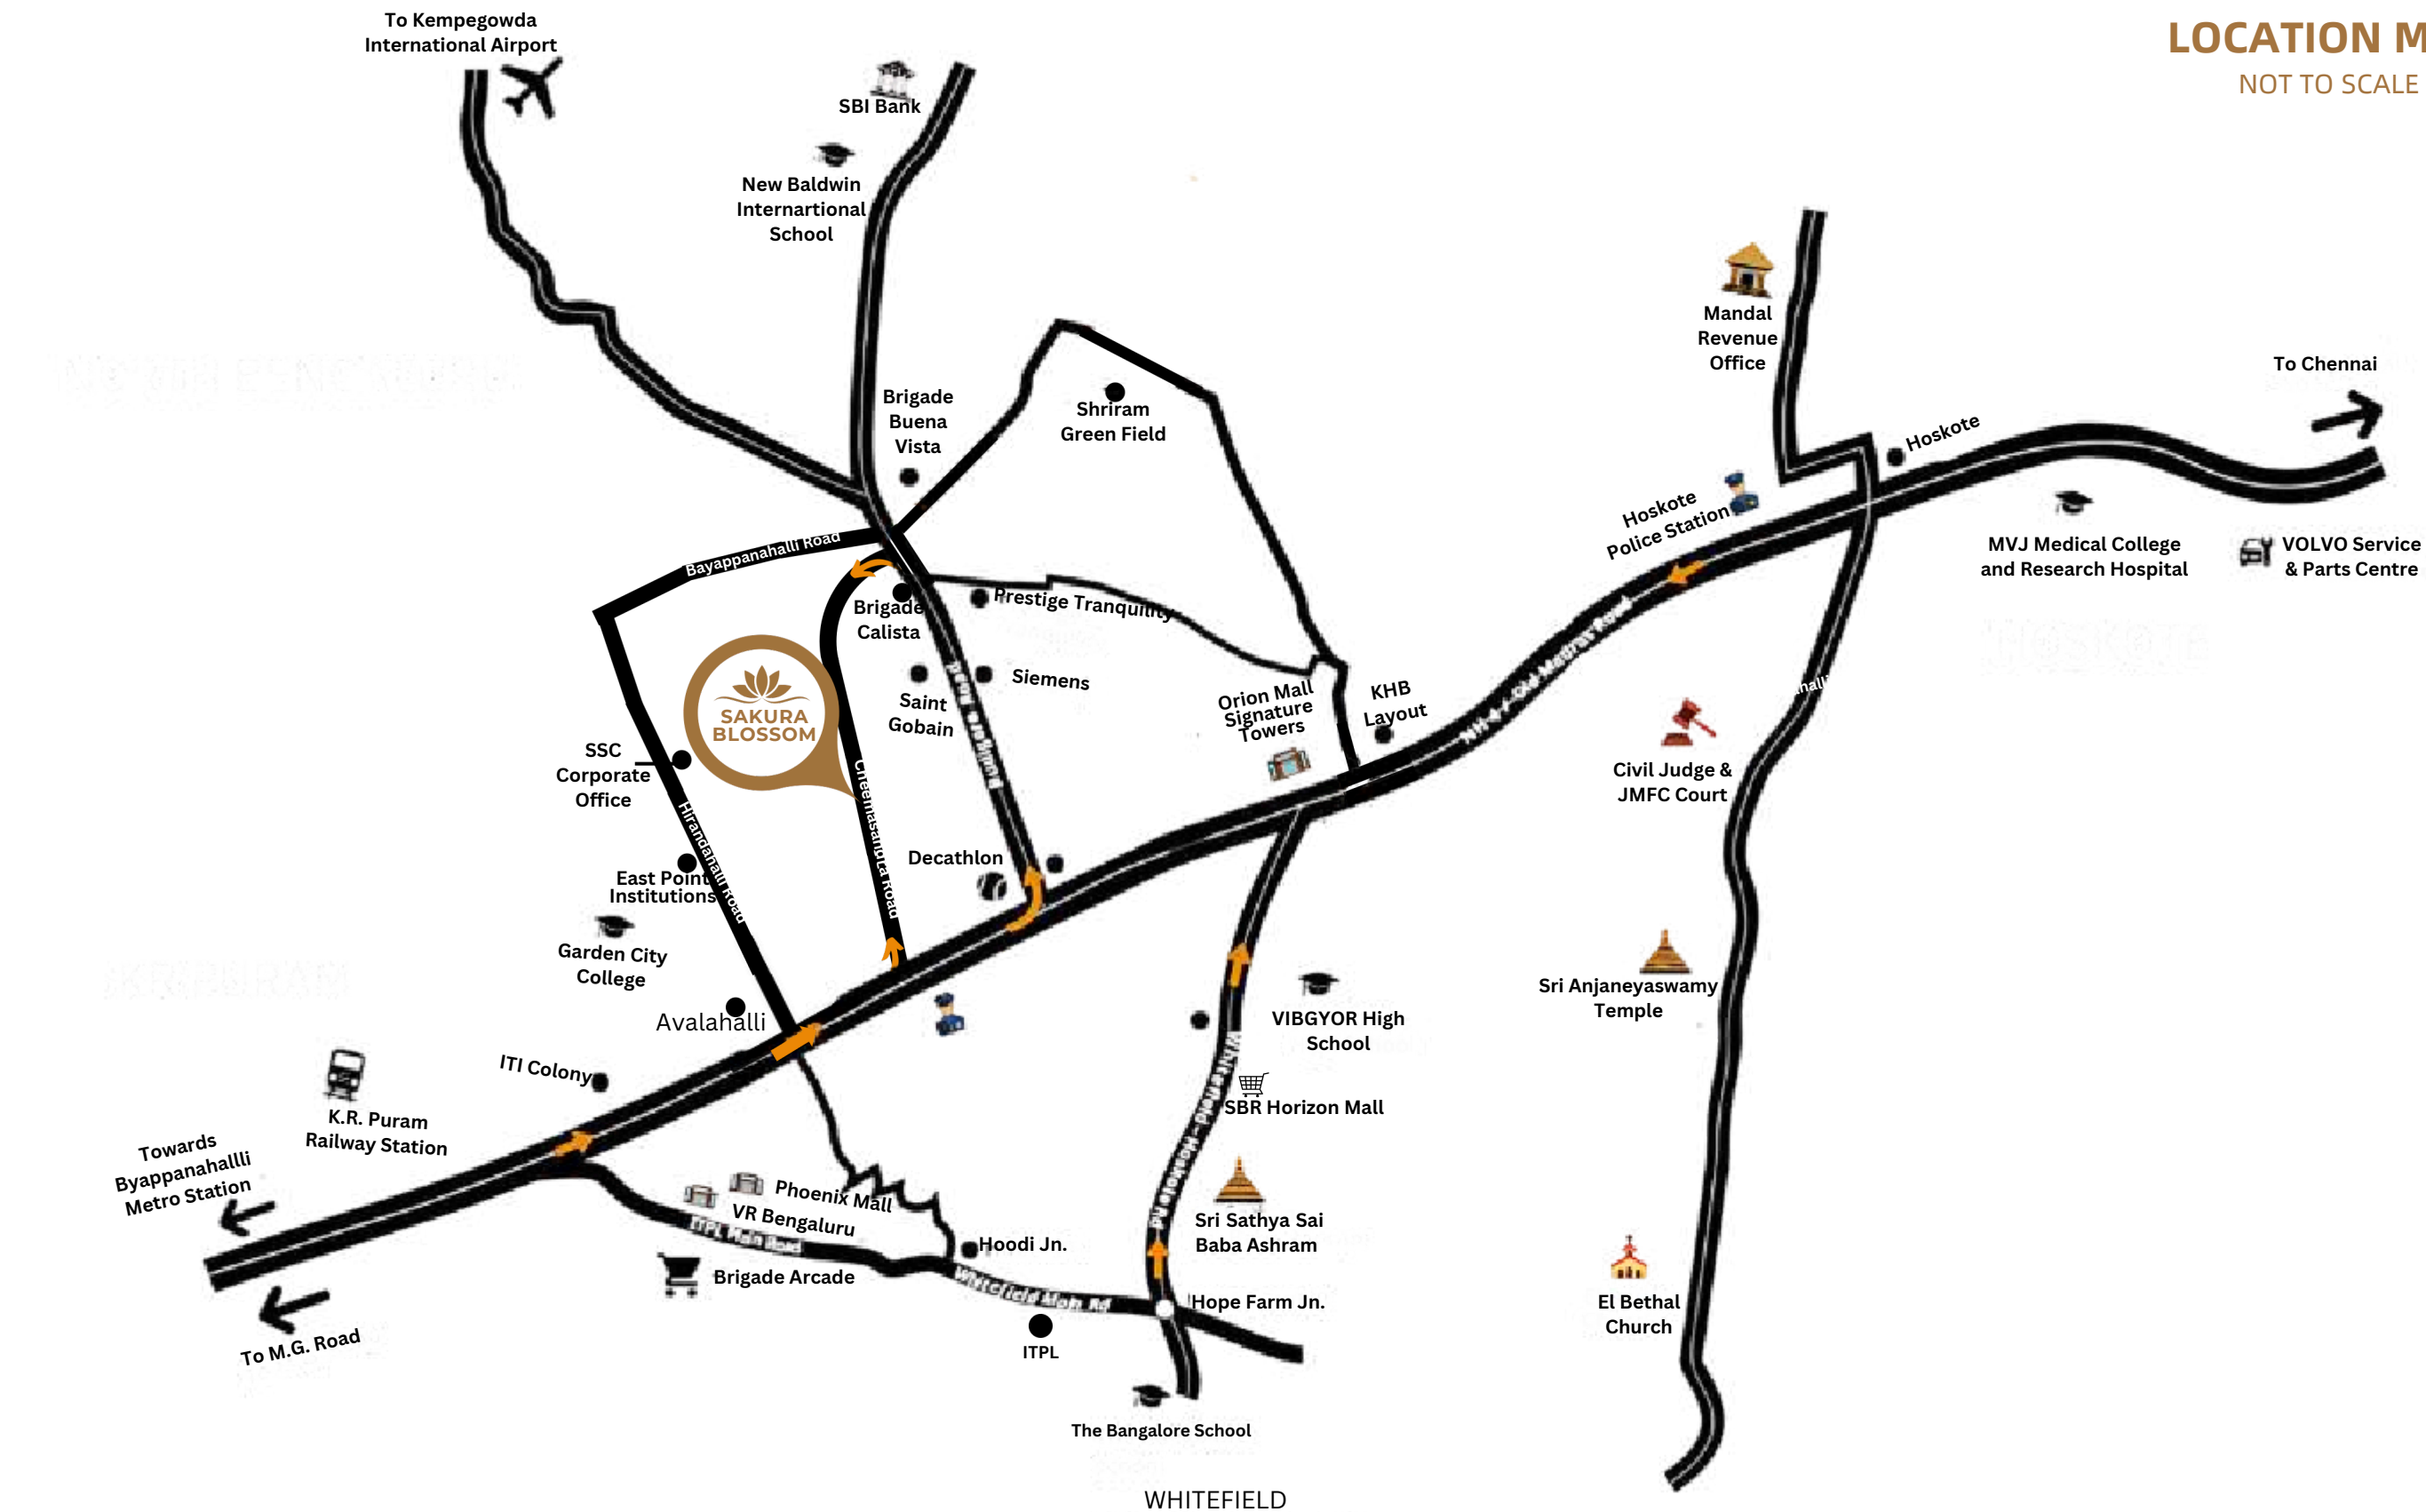 To Kempegowda
International Airport
LOCATION M
NOT TO SCALE
SBI Bank
New Baldwin
Internartional
School
Mandal
Revenue
Office
To Chennai
Brigade
Buena
Vista
Shriram
Green Field
Hoskote
Hoskote
Police Station
MVJ Medical College
and Research Hospital
VOLVO Service
& Parts Centre
Bayappanahalli Road
Brigade
Calista
Prestige Tranquility
SAKURA
BLOSSOM
Saint
Gobain
Siemens
Orion Mall
Signature
Towers
KHB
Layout
SSC
Corporate
Office
Cheemasandra Road
Hirandahalli Road
Civil Judge &
JMFC Court
Decathlon
East Point
Institutions
Garden City
College
Avalahalli
Sri Anjaneyaswamy
Temple
VIBGYOR High
School
ITI Colony
K.R. Puram
Railway Station
SBR Horizon Mall
Whitefield - Hoskote Rd
Towards
Byappanahallli
Metro Station
Phoenix Mall
VR Bengaluru
ITPL Main Road
Sri Sathya Sai
Baba Ashram
Hoodi Jn.
Brigade Arcade
Whitefield Main Rd
Hope Farm Jn.
El Bethal
Church
To M.G. Road
ITPL
The Bangalore School
WHITEFIELD